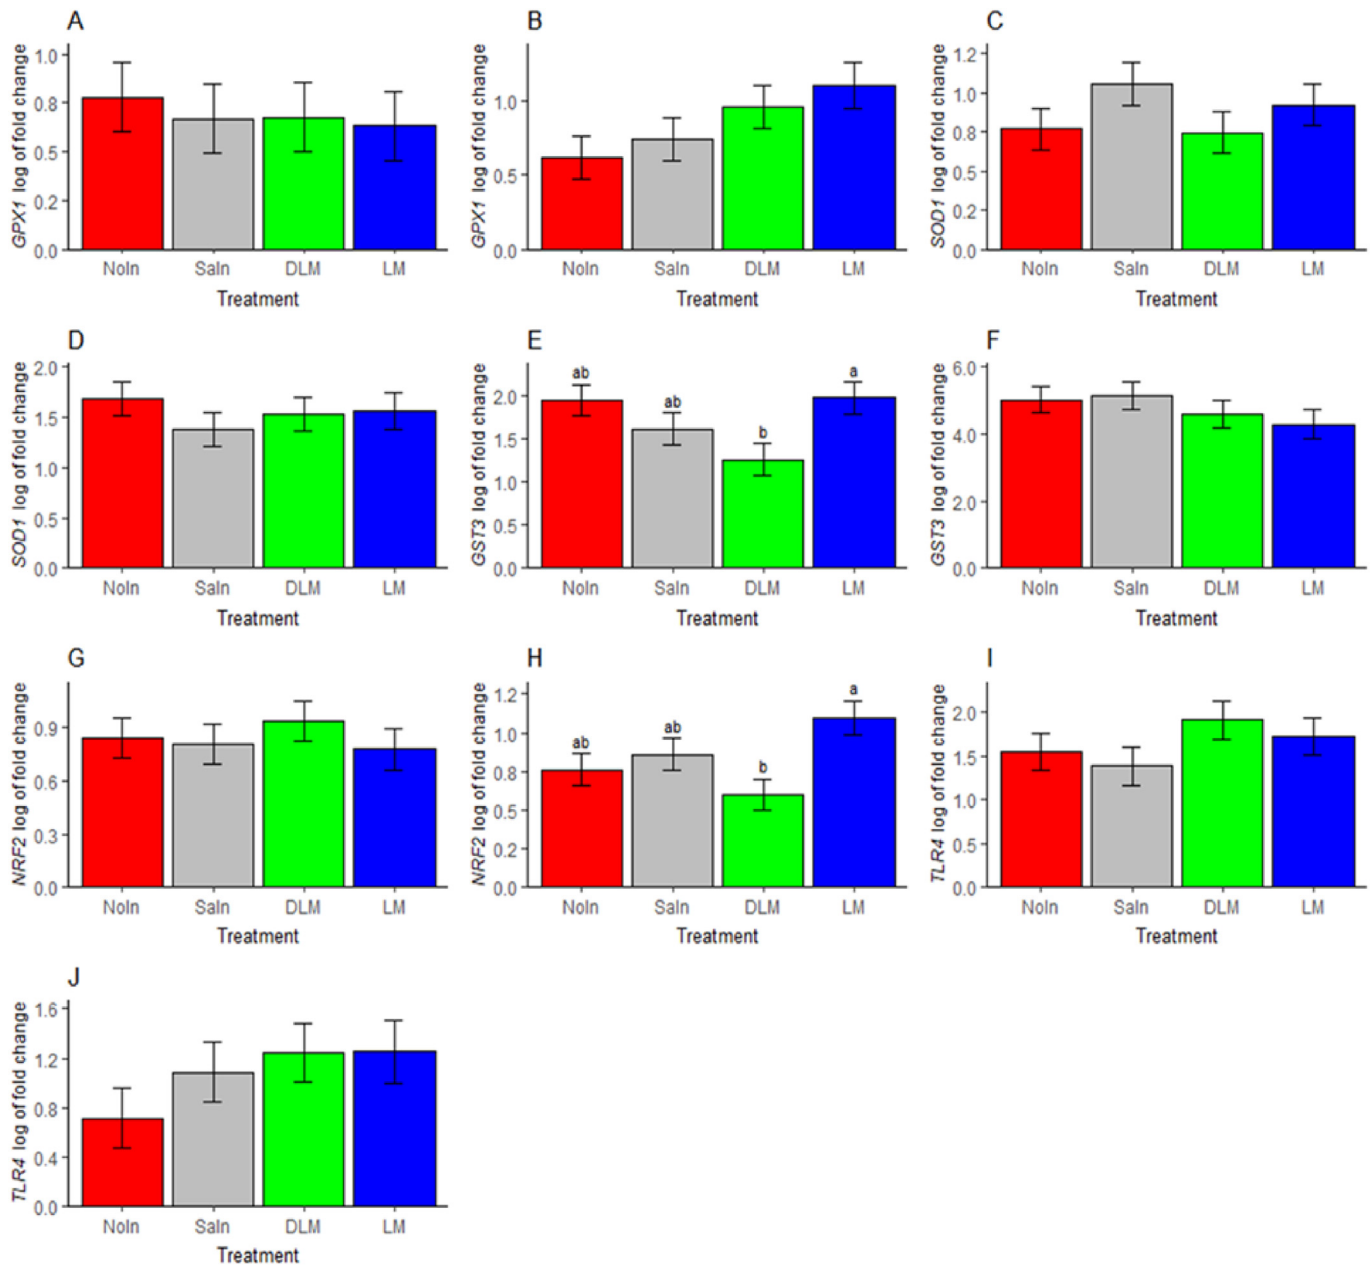 A
GPX1 log of fold change
1.0
0.8
0.5
0.2
0.0
NoIn SaIn DLM LM
Treatment
B
GPX1 log of fold change
1.0
0.5
0.0
NoIn SaIn DLM LM
Treatment
C
SOD1 log of fold change
1.2
1.0
0.8
0.5
0.2
0.0
NoIn SaIn DLM LM
Treatment
D
SOD1 log of fold change
2.0
1.5
1.0
0.5
0.0
NoIn SaIn DLM LM
Treatment
E
GST3 log of fold change
2.0
1.5
1.0
0.5
0.0
ab ab b a
NoIn SaIn DLM LM
Treatment
F
GST3 log of fold change
6.0
4.0
2.0
0.0
NoIn SaIn DLM LM
Treatment
G
NRF2 log of fold change
0.9
0.6
0.3
0.0
NoIn SaIn DLM LM
Treatment
H
NRF2 log of fold change
1.2
1.0
0.8
0.5
0.2
0.0
ab ab b a
NoIn SaIn DLM LM
Treatment
I
TLR4 log of fold change
2.0
1.5
1.0
0.5
0.0
NoIn SaIn DLM LM
Treatment
J
TLR4 log of fold change
1.6
1.2
0.8
0.4
0.0
NoIn SaIn DLM LM
Treatment